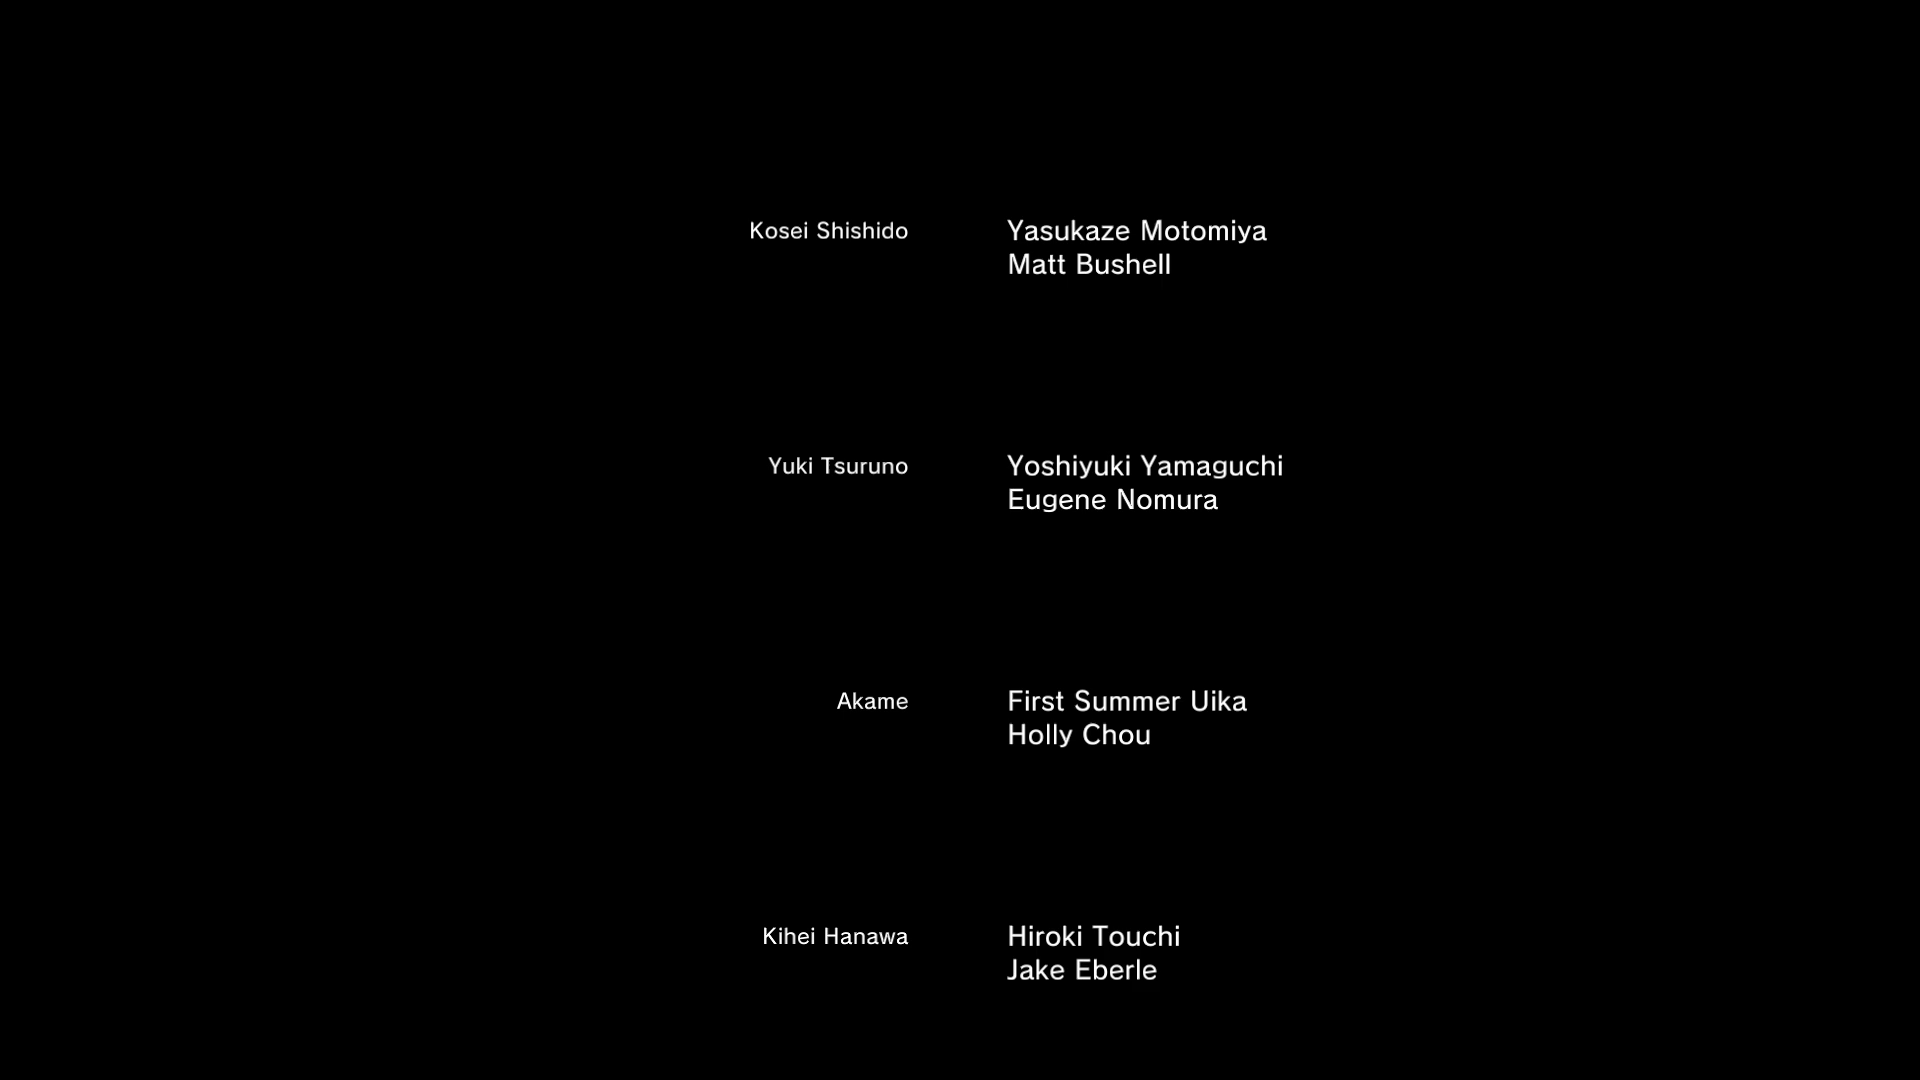 Kosei Shishido Yasukaze Motomiya
Matt Bushell
Yuki Tsuruno Yoshiyuki Yamaguchi
Eugene Nomura
Akame First Summer Uika
Holly Chou
Kihei Hanawa Hiroki Touchi
Jake Eberle